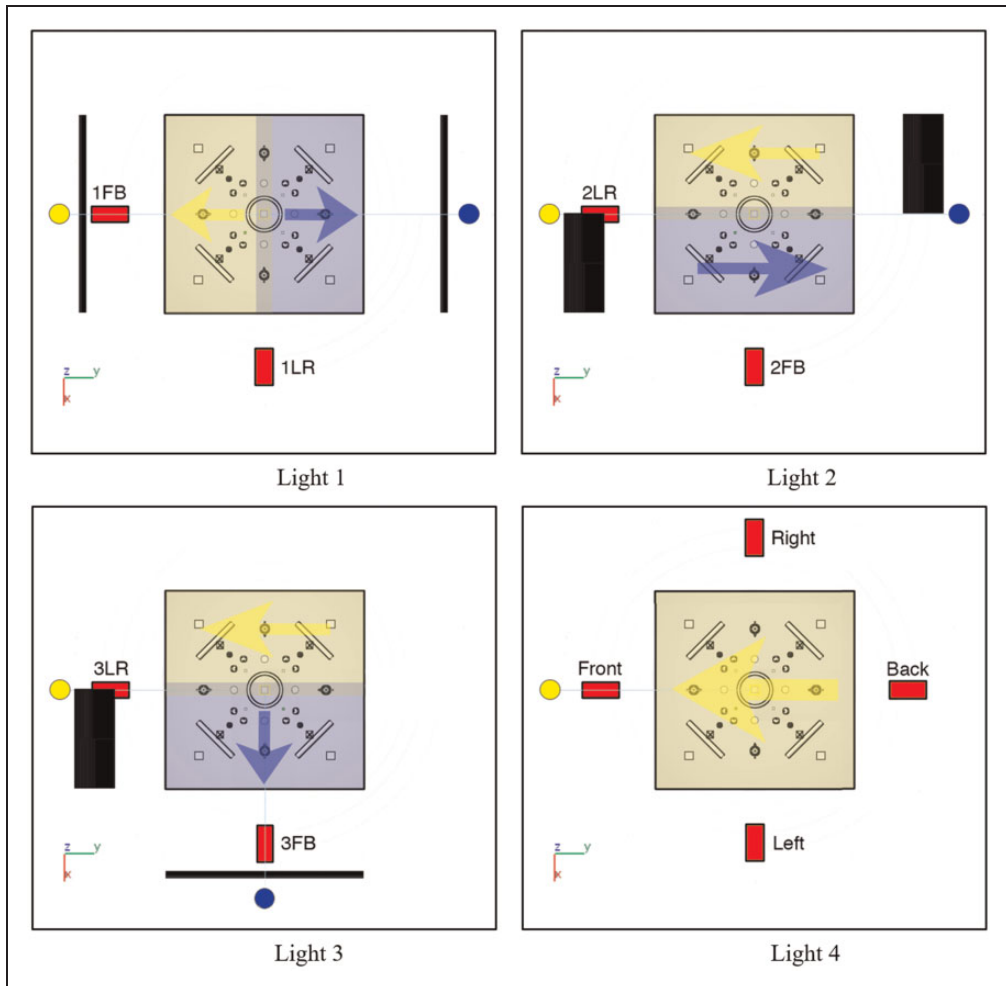 1FB
1LR
z y
x
Light 1
2LR
2FB
z y
x
Light 2
3LR
3FB
z y
x
Light 3
Right
Front Back
Left
z y
x
Light 4